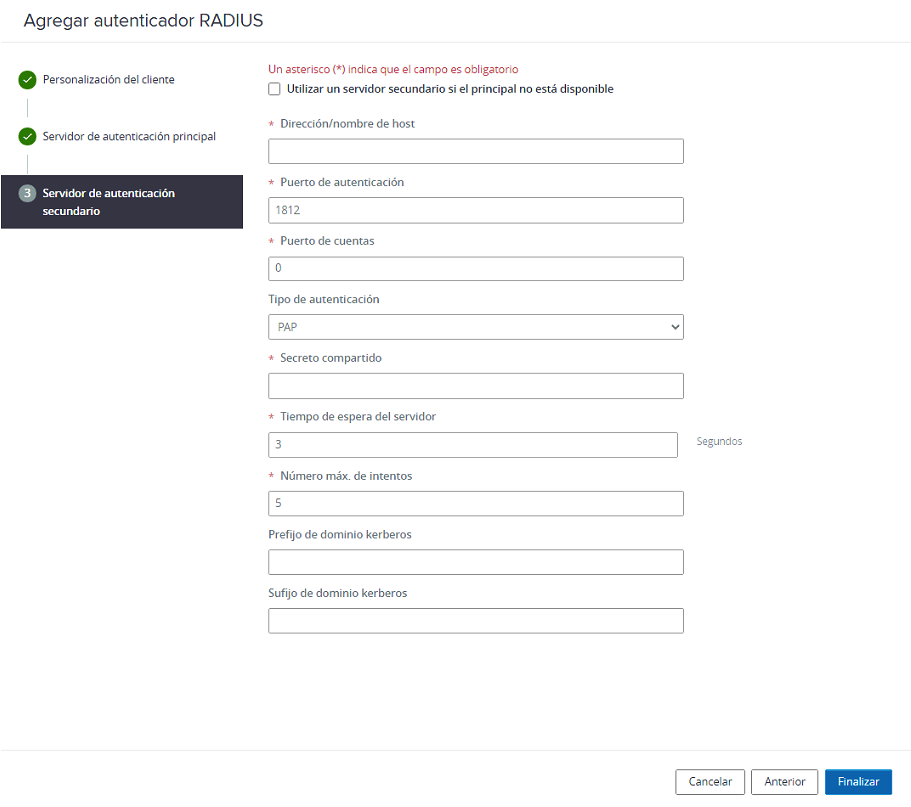 Agregar autenticador RADIUS
Personalización del cliente
Servidor de autenticación principal
3
Servidor de autenticación
secundario
Un asterisco (*) indica que el campo es obligatorio
Utilizar un servidor secundario si el principal no está disponible
* Dirección/nombre de host
* Puerto de autenticación
1812
* Puerto de cuentas
0
Tipo de autenticación
PAP
* Secreto compartido
* Tiempo de espera del servidor
3
Segundos
* Número máx. de intentos
5
Prefijo de dominio kerberos
Sufijo de dominio kerberos
Cancelar
Anterior
Finalizar